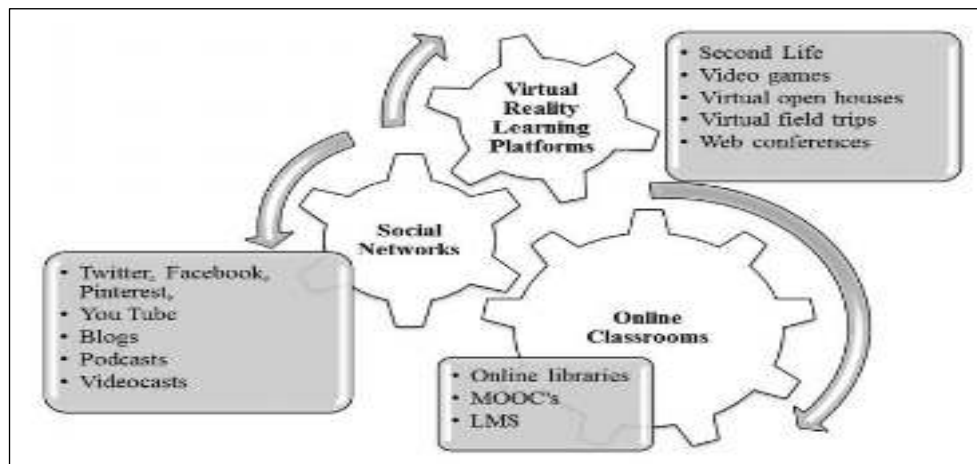 Virtual
Reality
Learning
Platforms
• Second Life
• Video games
• Virtual open houses
• Virtual field trips
• Web conferences
Social
Networks
• Twitter, Facebook,
Pinterest,
• You Tube
• Blogs
• Podcasts
• Videocasts
Online
Classrooms
• Online libraries
• MOOC's
• LMS